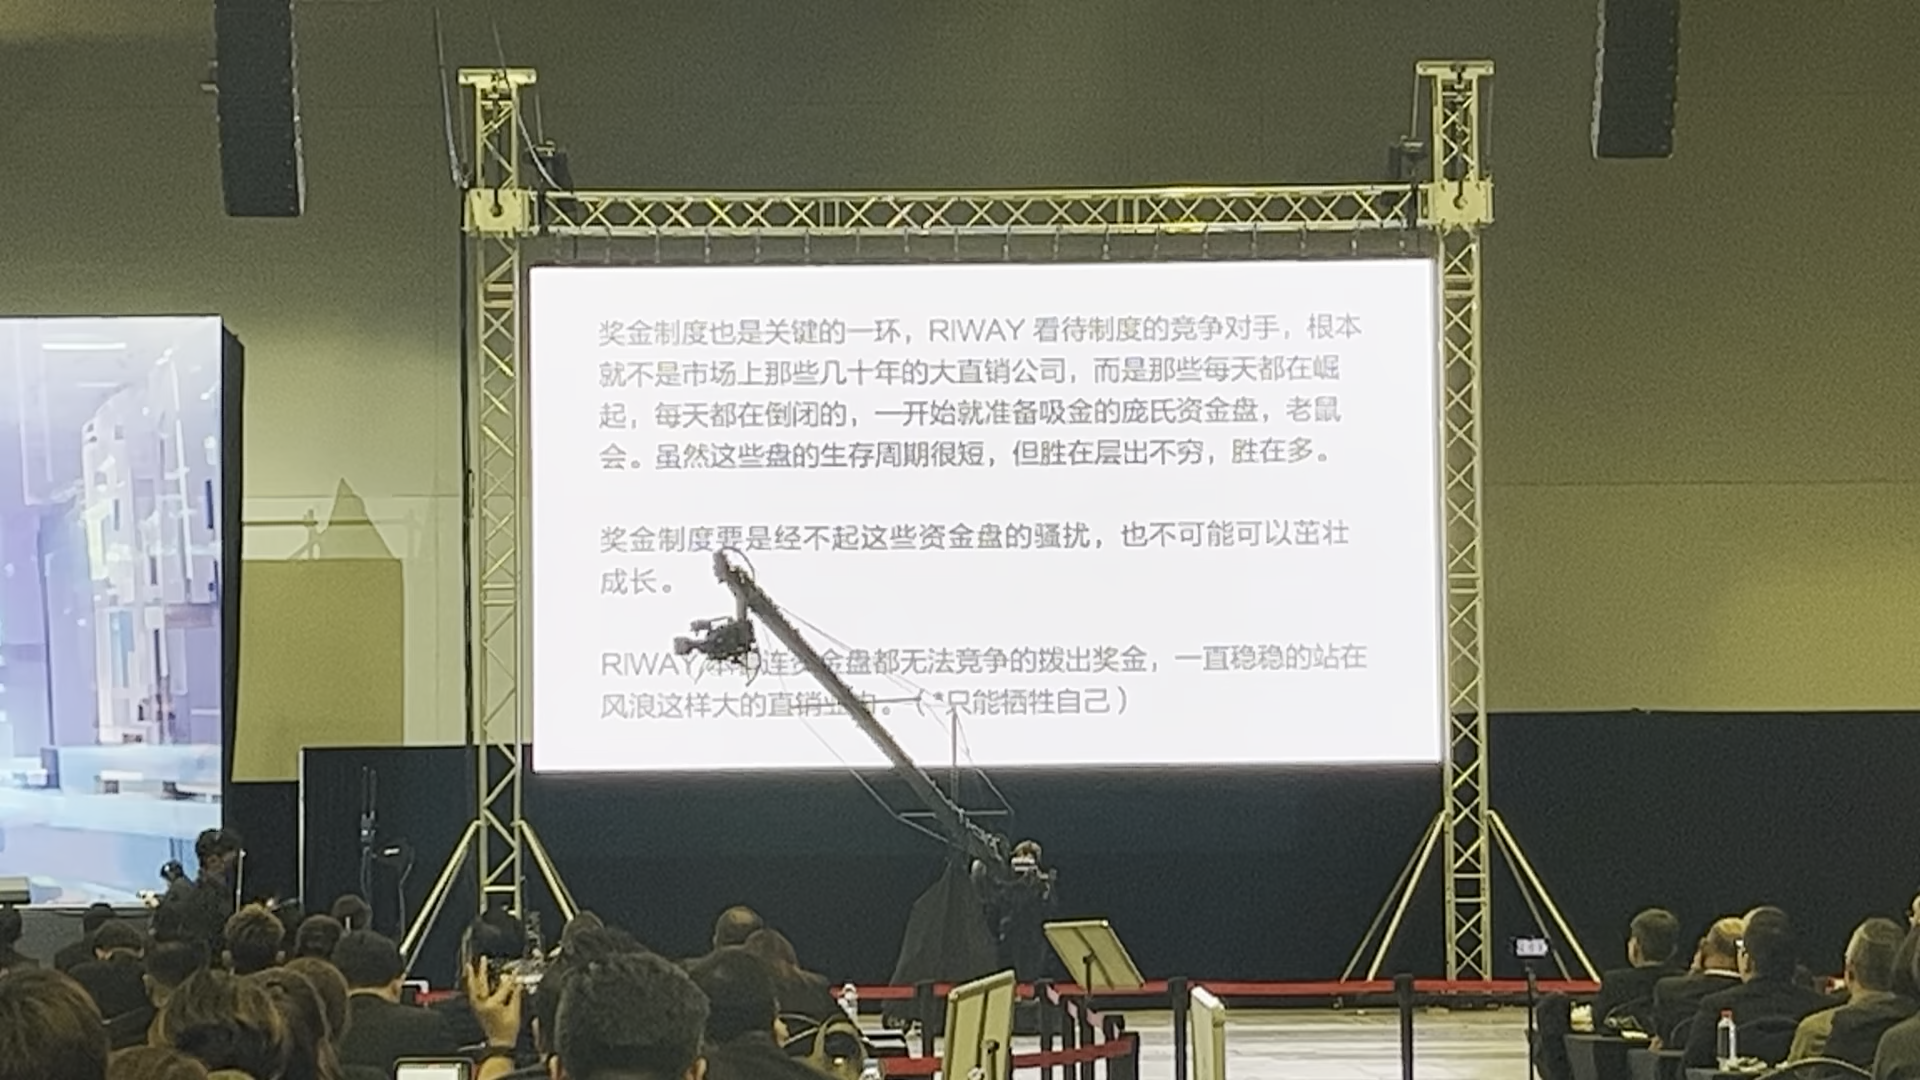 奖金制度也是关键的一环，RIWAY 看待制度的竞争对手，根本
就不是市场上那些几十年的大直销公司，而是那些每天都在崛
起，每天都在倒闭的，一开始就准备吸金的庞氏资金盘，老鼠
会。虽然这些盘的生存周期很短，但胜在层出不穷，胜在多。
奖金制度要是经不起这些资金盘的骚扰，也不可能可以茁壮
成长。
RIWAY 连资金盘都无法竞争的拨出奖金，一直稳稳的站在
风浪这样大的直销业内。（*只能牺牲自己）